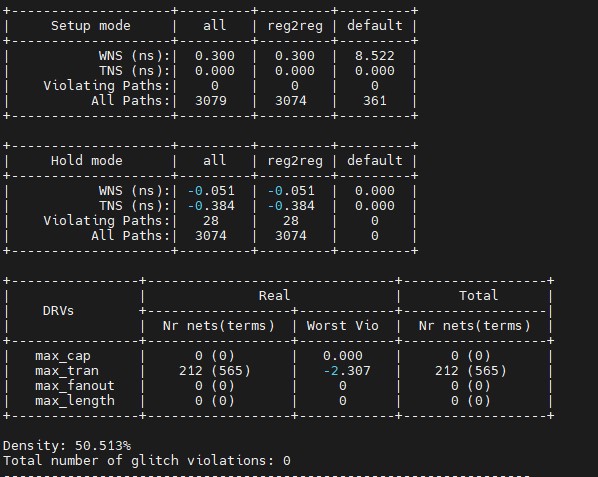 +--------------------+---------+---------+---------+
|     Setup mode     |   all   | reg2reg | default |
+--------------------+---------+---------+---------+
|           WNS (ns):|  0.300  |  0.300  |  8.522  |
|           TNS (ns):|  0.000  |  0.000  |  0.000  |
|    Violating Paths:|    0    |    0    |    0    |
|          All Paths:|  3079   |  3074   |   361   |
+--------------------+---------+---------+---------+
+--------------------+---------+---------+---------+
|     Hold mode      |   all   | reg2reg | default |
+--------------------+---------+---------+---------+
|           WNS (ns):| -0.051  | -0.051  |  0.000  |
|           TNS (ns):| -0.384  | -0.384  |  0.000  |
|    Violating Paths:|   28    |   28    |    0    |
|          All Paths:|  3074   |  3074   |    0    |
+--------------------+---------+---------+---------+
+----------------+-------------------------------+------------------+
|                |              Real             |       Total      |
|    DRVs        +------------------+------------+------------------|
|                |  Nr nets(terms)  | Worst Vio  |  Nr nets(terms)  |
+----------------+------------------+------------+------------------+
|   max_cap      |      0 (0)       |   0.000    |      0 (0)       |
|   max_tran     |    212 (565)     |   -2.307   |    212 (565)     |
|   max_fanout   |      0 (0)       |     0      |      0 (0)       |
|   max_length   |      0 (0)       |     0      |      0 (0)       |
+----------------+------------------+------------+------------------+
Density: 50.513%
Total number of glitch violations: 0
------------------------------------------------------------------